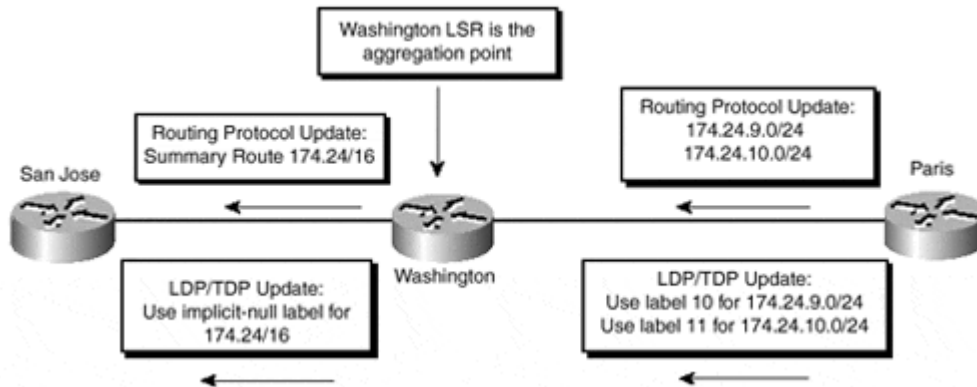 Washington LSR is the
aggregation point
Routing Protocol Update:
Summary Route 174.24/16
Routing Protocol Update:
174.24.9.0/24
174.24.10.0/24
San Jose
Paris
Washington
LDP/TDP Update:
Use implicit-null label for
174.24/16
LDP/TDP Update:
Use label 10 for 174.24.9.0/24
Use label 11 for 174.24.10.0/24